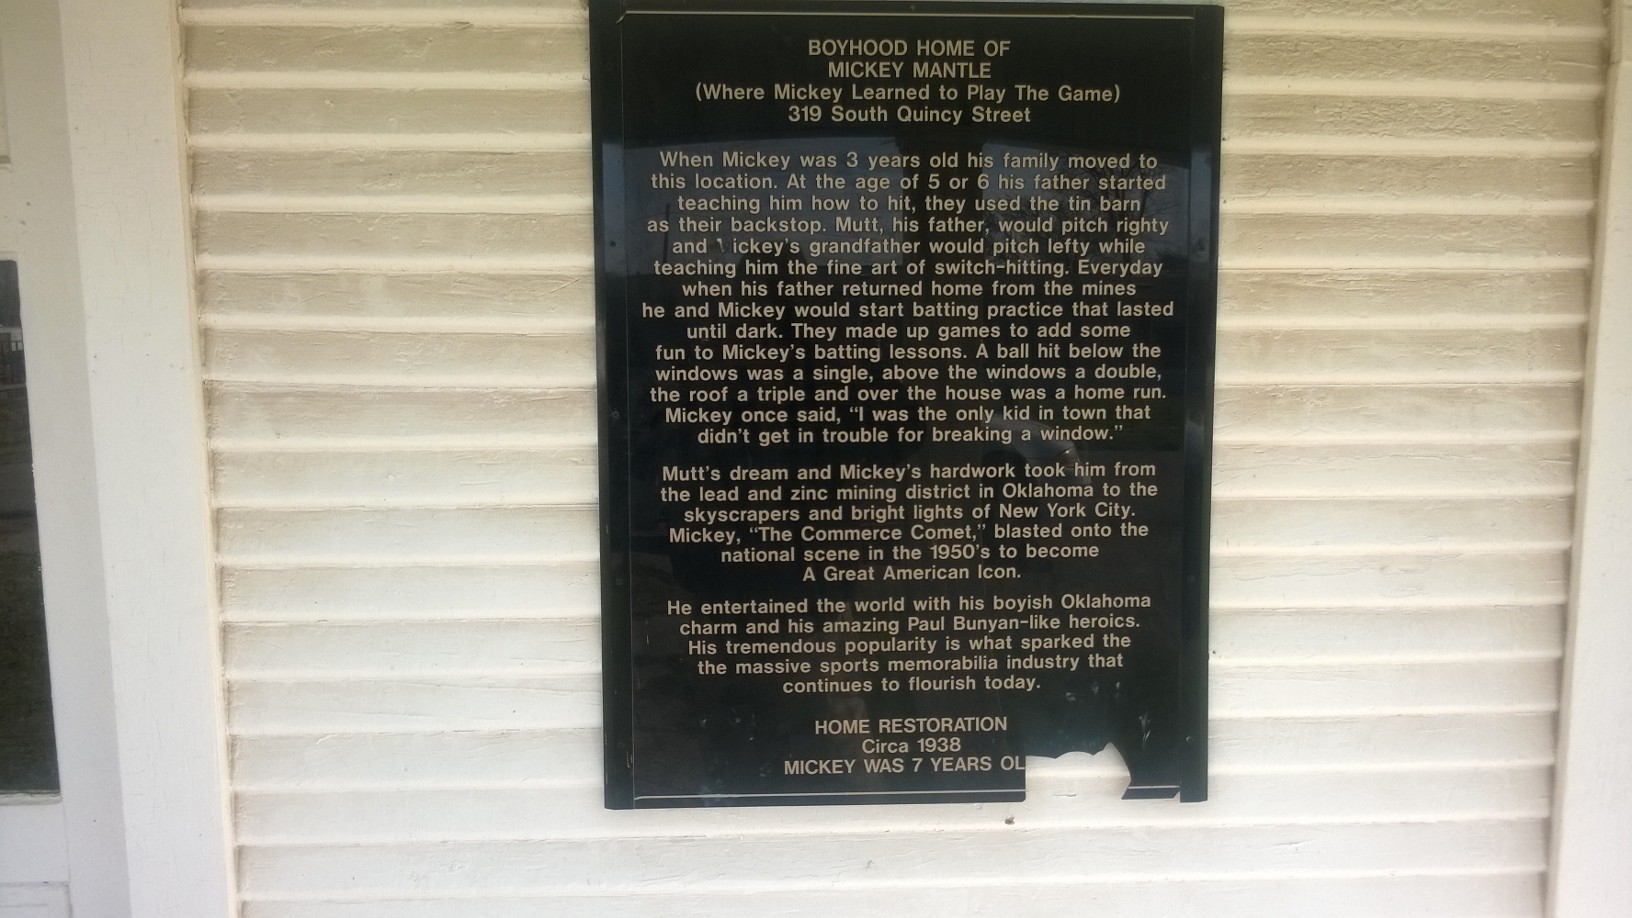 BOYHOOD HOME OF
MICKEY MANTLE
(Where Mickey Learned to Play The Game)
319 South Quincy Street
When Mickey was 3 years old his family moved to
this location. At the age of 5 or 6 his father started
teaching him how to hit, they used the tin barn
as their backstop. Mutt, his father, would pitch righty
and ickey's grandfather would pitch lefty while
teaching him the fine art of switch-hitting. Everyday
when his father returned home from the mines
he and Mickey would start batting practice that lasted
until dark. They made up games to add some
fun to Mickey's batting lessons. A ball hit below the
windows was a single, above the windows a double,
the roof a triple and over the house was a home run.
Mickey once said, “I was the only kid in town that
didn't get in trouble for breaking a window.”
Mutt's dream and Mickey's hardwork took him from
the lead and zinc mining district in Oklahoma to the
skyscrapers and bright lights of New York City.
Mickey, “The Commerce Comet,” blasted onto the
national scene in the 1950's to become
A Great American Icon.
He entertained the world with his boyish Oklahoma
charm and his amazing Paul Bunyan-like heroics.
His tremendous popularity is what sparked the
the massive sports memorabilia industry that
continues to flourish today.
HOME RESTORATION
Circa 1938
MICKEY WAS 7 YEARS OL